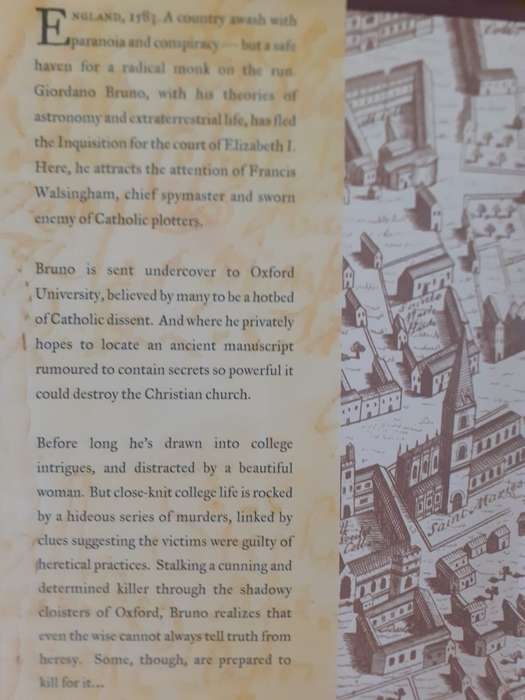 ENGLAND, 1583. A country awash with
paranoia and conspiracy — but a safe
haven for a radical monk on the run.
Giordano Bruno, with his theories of
astronomy and extraterrestrial life, has fled
the Inquisition for the court of Elizabeth I.
Here, he attracts the attention of Francis
Walsingham, chief spymaster and sworn
enemy of Catholic plotters.
Bruno is sent undercover to Oxford
University, believed by many to be a hotbed
of Catholic dissent. And where he privately
hopes to locate an ancient manuscript
rumoured to contain secrets so powerful it
could destroy the Christian church.
Before long he's drawn into college
intrigues, and distracted by a beautiful
woman. But close-knit college life is rocked
by a hideous series of murders, linked by
clues suggesting the victims were guilty of
heretical practices. Stalking a cunning and
determined killer through the shadowy
cloisters of Oxford, Bruno realizes that
even the wise cannot always tell truth from
heresy. Some, though, are prepared to
kill for it...
Saint Maries